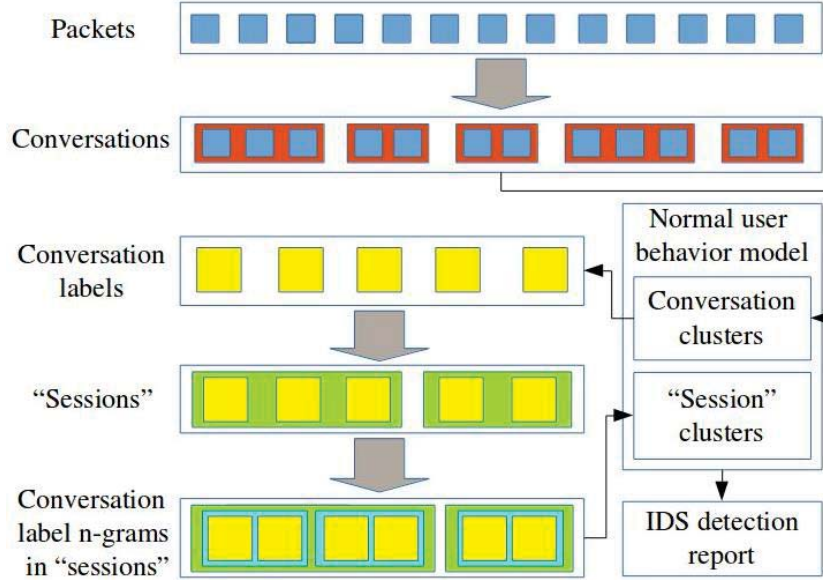 Packets
Conversations
Normal user
behavior model
Conversation
labels
Conversation
clusters
“Sessions”
“Session”
clusters
Conversation
label n-grams
in “sessions”
IDS detection
report